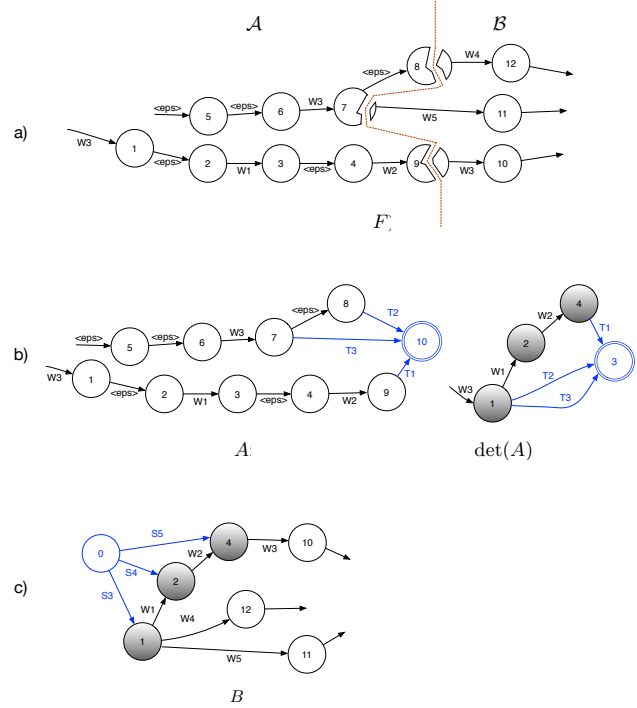 𝒜 ℬ
a)
<eps> 5 <eps> 6 W3 7 <eps> 8 W4 12
W5 11
W3 1 <eps> 2 W1 3 <eps> 4 W2 9 W3 10
F
b)
<eps> 5 <eps> 6 W3 7 <eps> 8 T2 10
T3
W3 1 <eps> 2 W1 3 <eps> 4 W2 9 T1
W3 1 W1 2 W2 4 T1 3
T2
T3
A
det(A)
c)
0 S5 4 W3 10
S4 2 W2
S3 1 W1
W4 12
W5 11
B